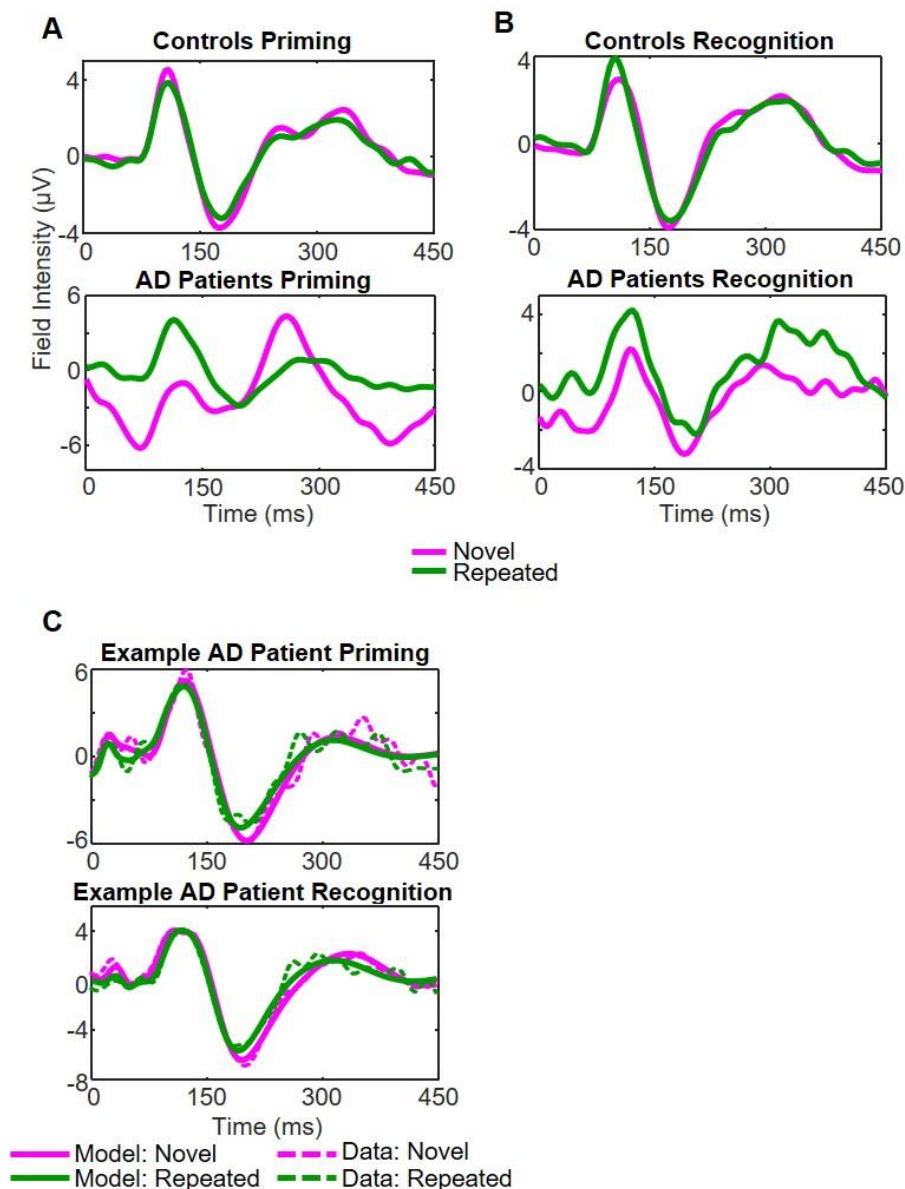 A
Controls Priming
4
0
-4
0 150 300 450
AD Patients Priming
6
0
-6
0 150 300 450
Time (ms)
Field Intensity (µV)
B
Controls Recognition
4
0
-4
0 150 300 450
AD Patients Recognition
4
0
-4
0 150 300 450
Time (ms)
Novel
Repeated
C
Example AD Patient Priming
6
0
-6
0 150 300 450
Example AD Patient Recognition
4
0
-4
-8
0 150 300 450
Time (ms)
Model: Novel Data: Novel
Model: Repeated Data: Repeated